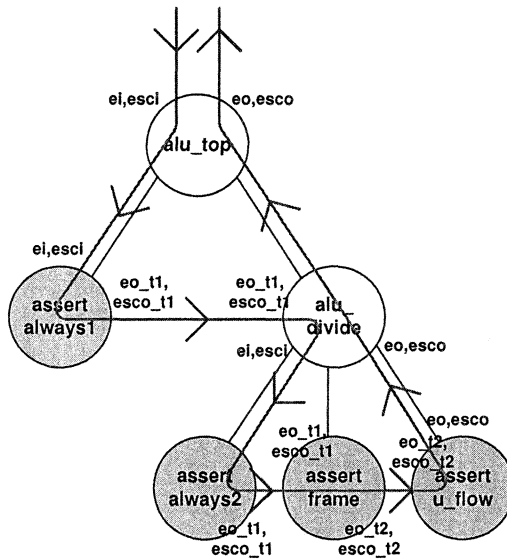 ei,esci
eo,esco
alu_top
ei,esci
eo_t1,
esco_t1
eo_t1,
esco_t1
assert
always1
alu_
divide
ei,esci
eo,esco
eo_t1,
esco_t1
eo,esco
eo_t2,
esco_t2
assert
always2
assert
frame
assert
u_flow
eo_t1,
esco_t1
eo_t2,
esco_t2